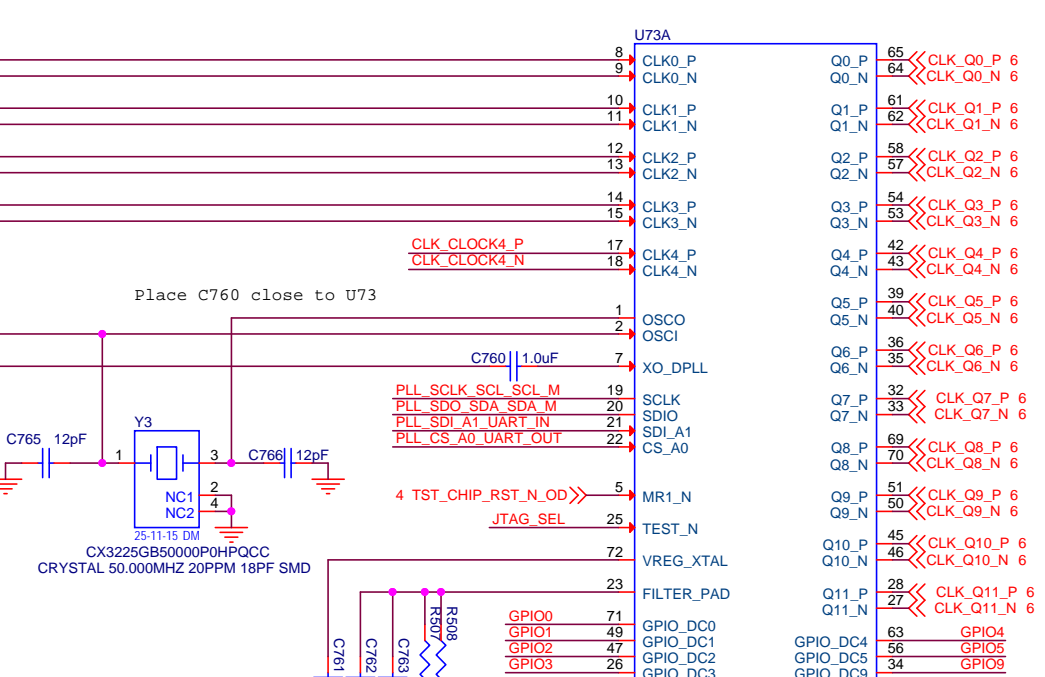 U73A
8 CLK0_P Q0_P 65 CLK_Q0_P 6
9 CLK0_N Q0_N 64 CLK_Q0_N 6
10 CLK1_P Q1_P 61 CLK_Q1_P 6
11 CLK1_N Q1_N 62 CLK_Q1_N 6
12 CLK2_P Q2_P 58 CLK_Q2_P 6
13 CLK2_N Q2_N 57 CLK_Q2_N 6
14 CLK3_P Q3_P 54 CLK_Q3_P 6
15 CLK3_N Q3_N 53 CLK_Q3_N 6
CLK_CLOCK4_P 17 CLK4_P Q4_P 42 CLK_Q4_P 6
CLK_CLOCK4_N 18 CLK4_N Q4_N 43 CLK_Q4_N 6
Place C760 close to U73
Q5_P 39 CLK_Q5_P 6
1 OSCO Q5_N 40 CLK_Q5_N 6
2 OSCI
Q6_P 36 CLK_Q6_P 6
C760 1.0uF 7 XO_DPLL Q6_N 35 CLK_Q6_N 6
PLL_SCLK_SCL_SCL_M 19 SCLK Q7_P 32 CLK_Q7_P 6
PLL_SDO_SDA_SDA_M 20 SDIO Q7_N 33 CLK_Q7_N 6
PLL_SDI_A1_UART_IN 21 SDI_A1
PLL_CS_A0_UART_OUT 22 CS_A0 Q8_P 69 CLK_Q8_P 6
Q8_N 70 CLK_Q8_N 6
Y3
C765 12pF 1 3 C766 12pF
NC1 2
NC2 4
25-11-15 DM
CX3225GB50000P0HPQCC
CRYSTAL 50.000MHZ 20PPM 18PF SMD
4 TST_CHIP_RST_N_OD 5 MR1_N Q9_P 51 CLK_Q9_P 6
Q9_N 50 CLK_Q9_N 6
JTAG_SEL 25 TEST_N
Q10_P 45 CLK_Q10_P 6
72 VREG_XTAL Q10_N 46 CLK_Q10_N 6
23 FILTER_PAD Q11_P 28 CLK_Q11_P 6
Q11_N 27 CLK_Q11_N 6
GPIO0 71 GPIO_DC0
GPIO1 49 GPIO_DC1 GPIO_DC4 63 GPIO4
GPIO2 47 GPIO_DC2 GPIO_DC5 56 GPIO5
GPIO3 26 GPIO_DC3 GPIO_DC9 34 GPIO9
C761
C762
C763
R507
R508